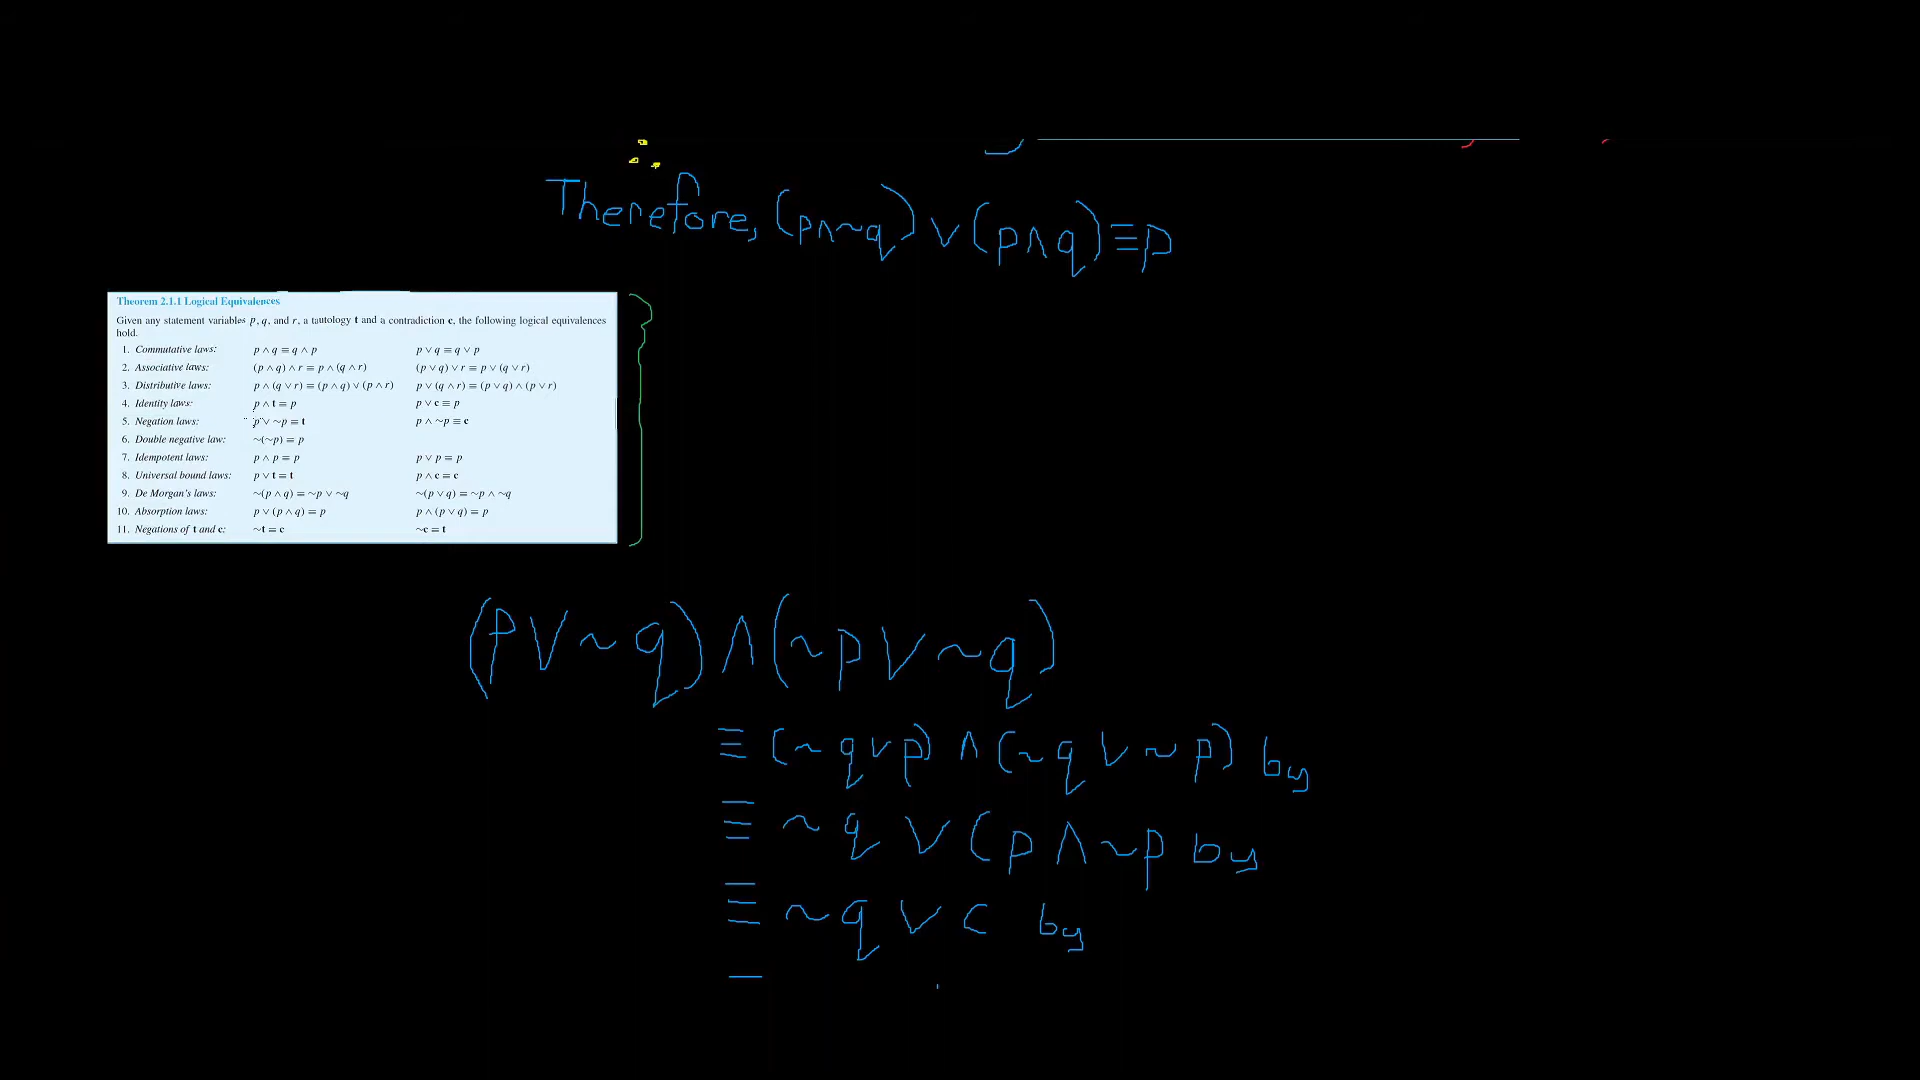 Therefore, (p∧~q)∨(p∧q)≡p
Theorem 2.1.1 Logical Equivalences
Given any statement variables p, q, and r, a tautology t and a contradiction c, the following logical equivalences
hold.
1. Commutative laws: p ∧ q ≡ q ∧ p p ∨ q ≡ q ∨ p
2. Associative laws: (p ∧ q) ∧ r ≡ p ∧ (q ∧ r) (p ∨ q) ∨ r ≡ p ∨ (q ∨ r)
3. Distributive laws: p ∧ (q ∨ r) ≡ (p ∧ q) ∨ (p ∧ r) p ∨ (q ∧ r) ≡ (p ∨ q) ∧ (p ∨ r)
4. Identity laws: p ∧ t ≡ p p ∨ c ≡ p
5. Negation laws: p ∨ ~p ≡ t p ∧ ~p ≡ c
6. Double negative law: ~(~p) ≡ p
7. Idempotent laws: p ∧ p ≡ p p ∨ p ≡ p
8. Universal bound laws: p ∨ t ≡ t p ∧ c ≡ c
9. De Morgan's laws: ~(p ∧ q) ≡ ~p ∨ ~q ~(p ∨ q) ≡ ~p ∧ ~q
10. Absorption laws: p ∨ (p ∧ q) ≡ p p ∧ (p ∨ q) ≡ p
11. Negations of t and c: ~t ≡ c ~c ≡ t
(P∨~q)∧(~p∨~q)
≡ (~q∨p) ∧ (~q∨~p) by
≡ ~q ∨ (p∧~p by
≡ ~q ∨ c by